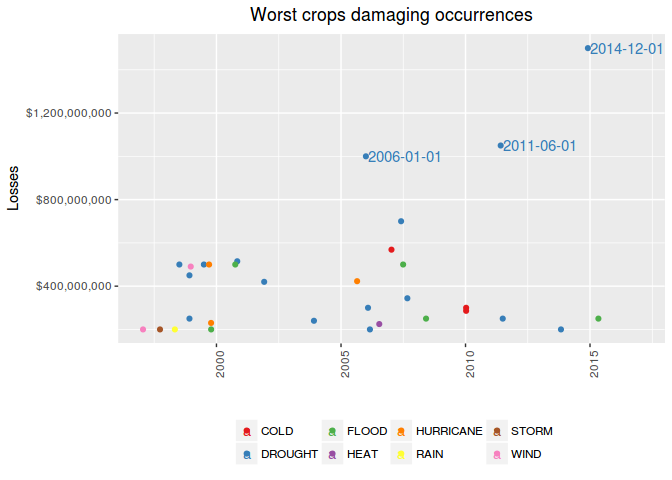 Worst crops damaging occurrences
2014-12-01
$1,200,000,000
2011-06-01
2006-01-01
Losses
$800,000,000
$400,000,000
2000
2005
2010
2015
a COLD a FLOOD a HURRICANE a STORM
a DROUGHT a HEAT a RAIN a WIND